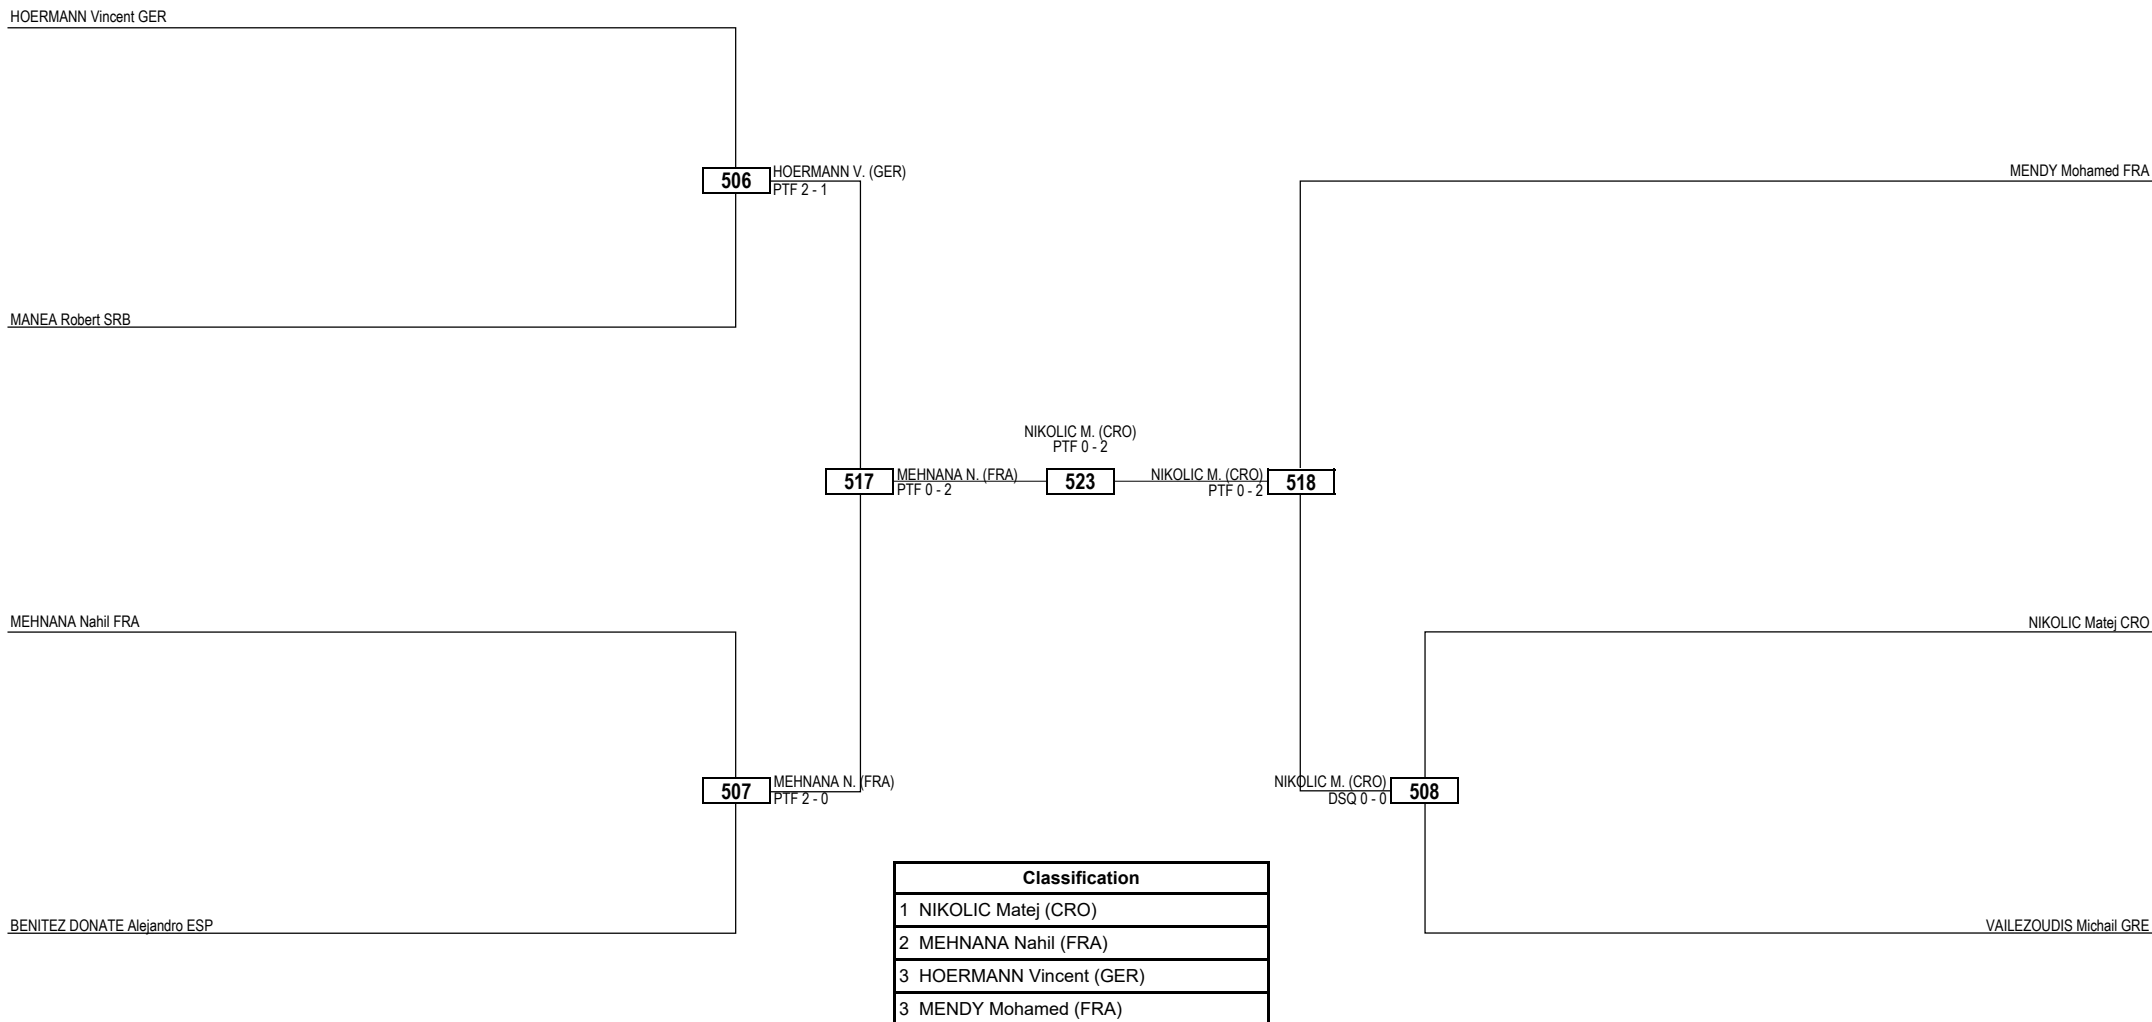 HOERMANN Vincent GER
506
HOERMANN V. (GER)
PTF 2 - 1
MENDY Mohamed FRA
MANEA Robert SRB
NIKOLIC M. (CRO)
PTF 0 - 2
517
MEHNANA N. (FRA)
PTF 0 - 2
523
NIKOLIC M. (CRO)
PTF 0 - 2
518
MEHNANA Nahil FRA
NIKOLIC Matej CRO
507
MEHNANA N. (FRA)
PTF 2 - 0
NIKOLIC M. (CRO)
DSQ 0 - 0
508
BENITEZ DONATE Alejandro ESP
VAILEZOUDIS Michail GRE
Classification
1 NIKOLIC Matej (CRO)
2 MEHNANA Nahil (FRA)
3 HOERMANN Vincent (GER)
3 MENDY Mohamed (FRA)